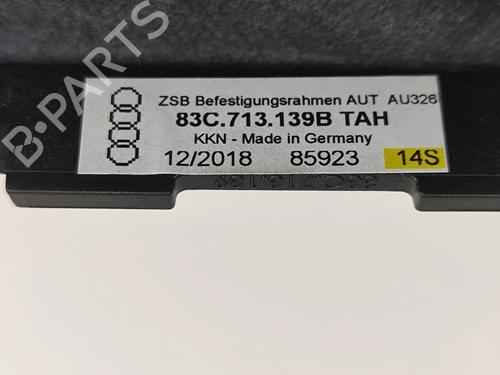 ZSB Befestigungsrahmen AUT AU326
83C.713.139B TAH
KKN - Made in Germany
12/2018 85923 14S
B-PARTS